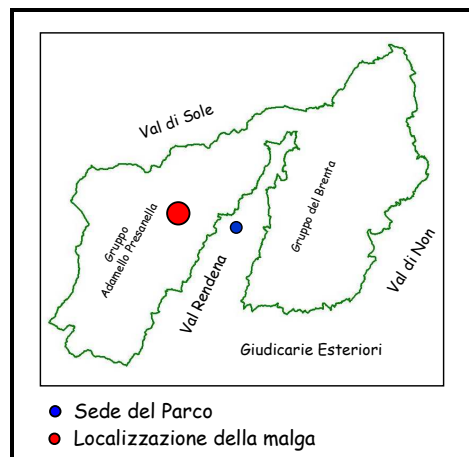 Val di Sole
Gruppo
Adamello Presanella
Gruppo del Brenta
Val Rendena
Val di Non
Giudicarie Esteriori
Sede del Parco
Localizzazione della malga